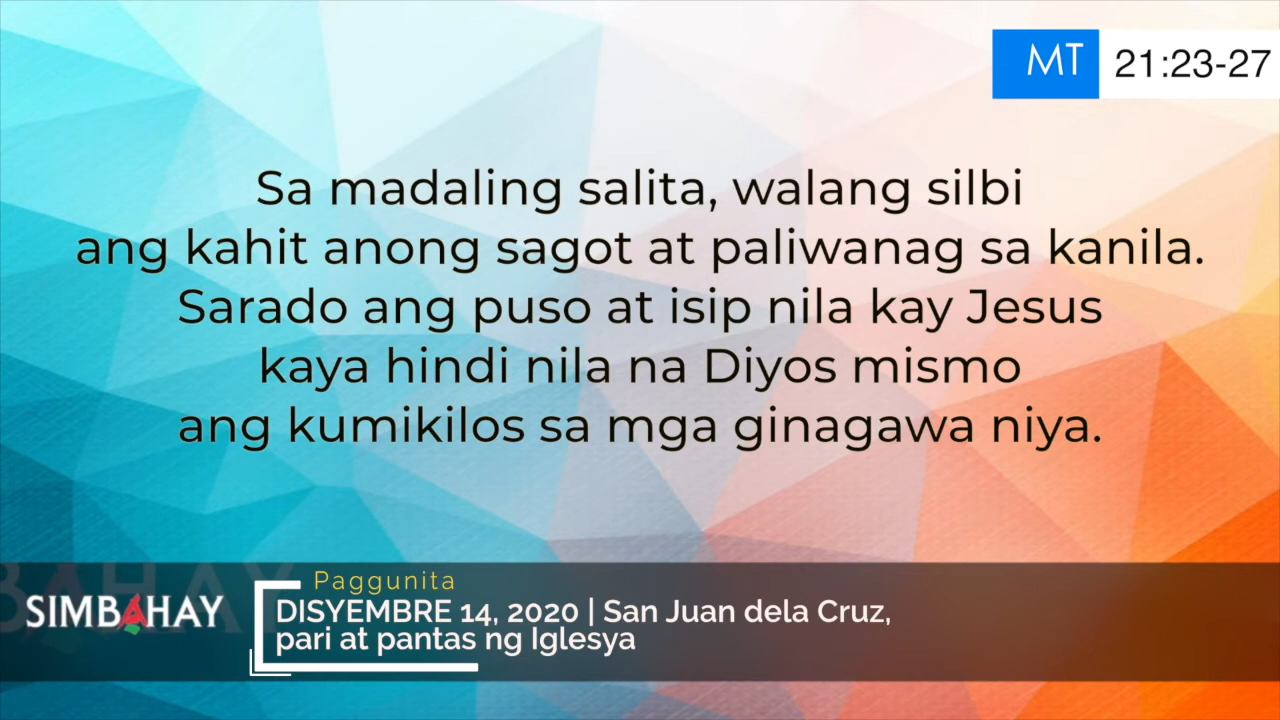 MT 21:23-27
Sa madaling salita, walang silbi
ang kahit anong sagot at paliwanag sa kanila.
Sarado ang puso at isip nila kay Jesus
kaya hindi nila na Diyos mismo
ang kumikilos sa mga ginagawa niya.
Paggunita
SIMBAHAY
DISYEMBRE 14, 2020 | San Juan dela Cruz,
pari at pantas ng Iglesya